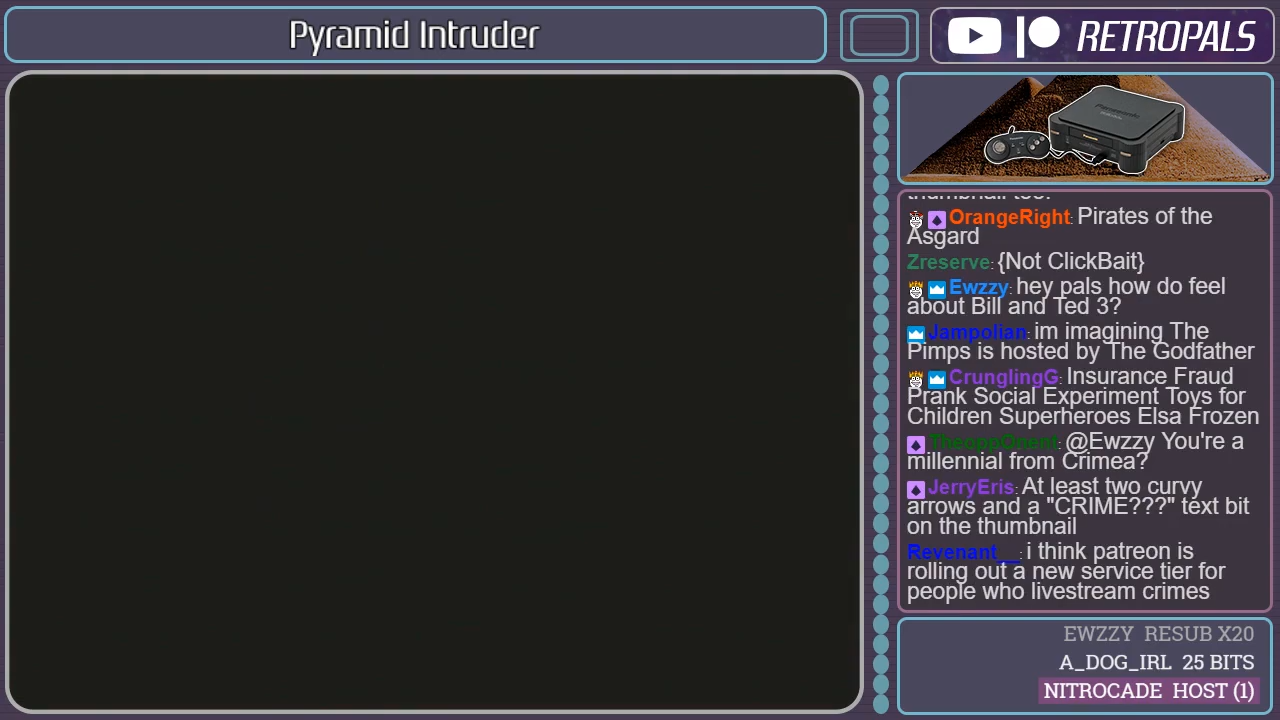 Pyramid Intruder
RETROPALS
OrangeRight: Pirates of the
Asgard
Zreserve: {Not ClickBait}
Ewzzy: hey pals how do feel
about Bill and Ted 3?
Jampolian: im imagining The
Pimps is hosted by The Godfather
CrunglingG: Insurance Fraud
Prank Social Experiment Toys for
Children Superheroes Elsa Frozen
TheoppOnent: @Ewzzy You're a
millennial from Crimea?
JerryEris: At least two curvy
arrows and a "CRIME???" text bit
on the thumbnail
Revenant__: i think patreon is
rolling out a new service tier for
people who livestream crimes
EWZZY RESUB X20
A_DOG_IRL 25 BITS
NITROCADE HOST (1)